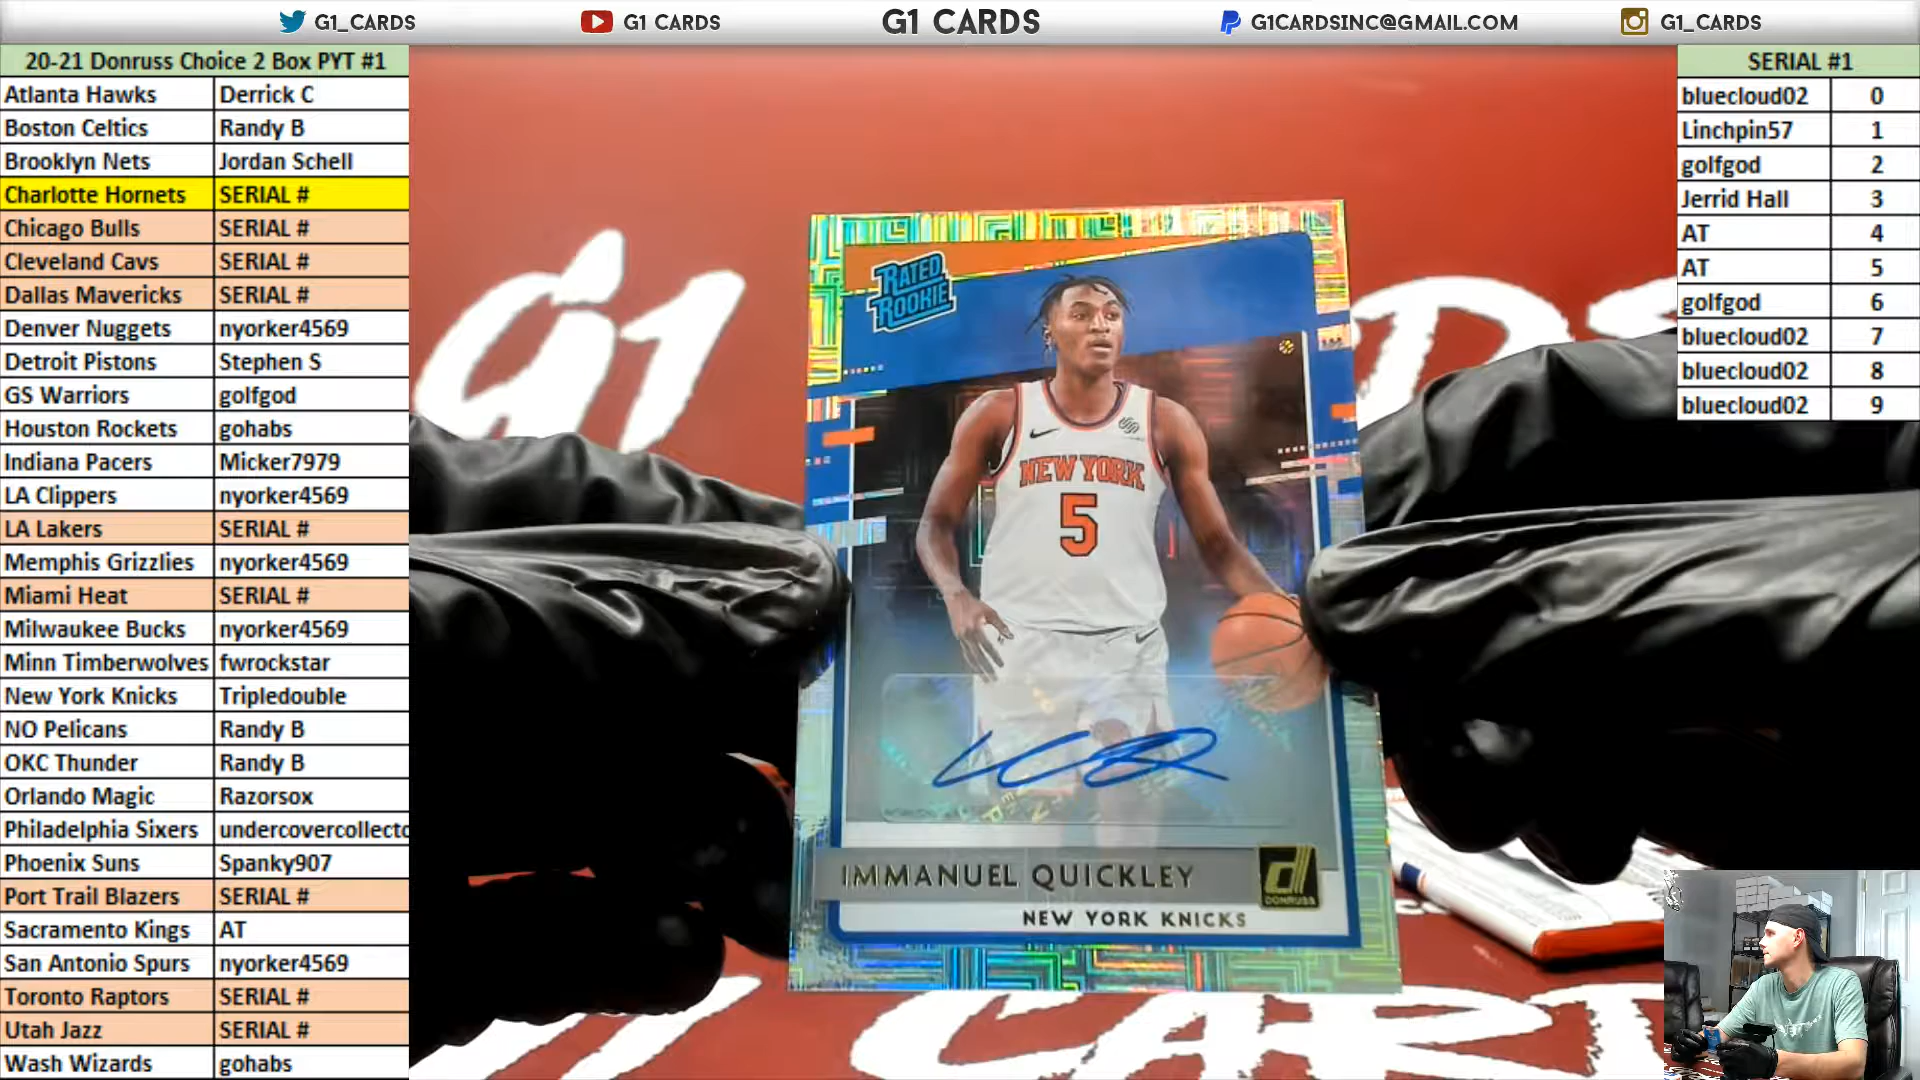 G1_CARDS
G1 CARDS
G1 CARDS
G1CARDSINC@GMAIL.COM
G1_CARDS
20-21 Donruss Choice 2 Box PYT #1
Atlanta Hawks Derrick C
Boston Celtics Randy B
Brooklyn Nets Jordan Schell
Charlotte Hornets SERIAL #
Chicago Bulls SERIAL #
Cleveland Cavs SERIAL #
Dallas Mavericks SERIAL #
Denver Nuggets nyorker4569
Detroit Pistons Stephen S
GS Warriors golfgod
Houston Rockets gohabs
Indiana Pacers Micker7979
LA Clippers nyorker4569
LA Lakers SERIAL #
Memphis Grizzlies nyorker4569
Miami Heat SERIAL #
Milwaukee Bucks nyorker4569
Minn Timberwolves fwrockstar
New York Knicks Tripledouble
NO Pelicans Randy B
OKC Thunder Randy B
Orlando Magic Razorsox
Philadelphia Sixers undercovercollecto
Phoenix Suns Spanky907
Port Trail Blazers SERIAL #
Sacramento Kings AT
San Antonio Spurs nyorker4569
Toronto Raptors SERIAL #
Utah Jazz SERIAL #
Wash Wizards gohabs
SERIAL #1
bluecloud02 0
Linchpin57 1
golfgod 2
Jerrid Hall 3
AT 4
AT 5
golfgod 6
bluecloud02 7
bluecloud02 8
bluecloud02 9
G1
RATED
ROOKIE
NEW YORK
5
IMMANUEL QUICKLEY
d
DONRUSS
NEW YORK KNICKS